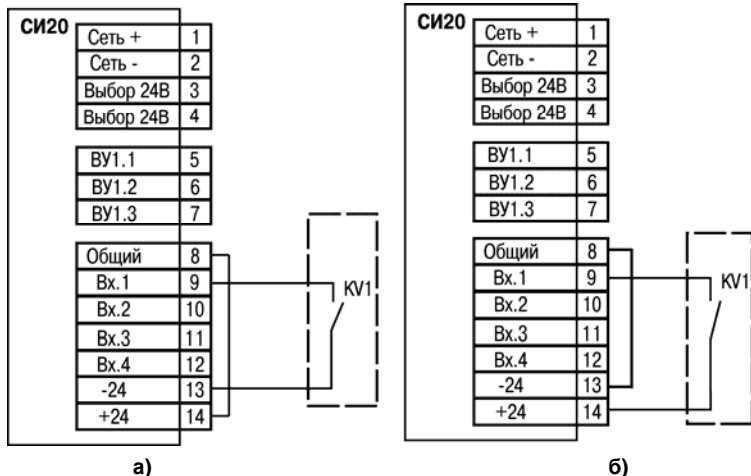 СИ20
Сеть + 1
Сеть - 2
Выбор 24В 3
Выбор 24В 4
ВУ1.1 5
ВУ1.2 6
ВУ1.3 7
Общий 8
Вх.1 9
Вх.2 10
Вх.3 11
Вх.4 12
-24 13
+24 14
KV1
а)
СИ20
Сеть + 1
Сеть - 2
Выбор 24В 3
Выбор 24В 4
ВУ1.1 5
ВУ1.2 6
ВУ1.3 7
Общий 8
Вх.1 9
Вх.2 10
Вх.3 11
Вх.4 12
-24 13
+24 14
KV1
б)